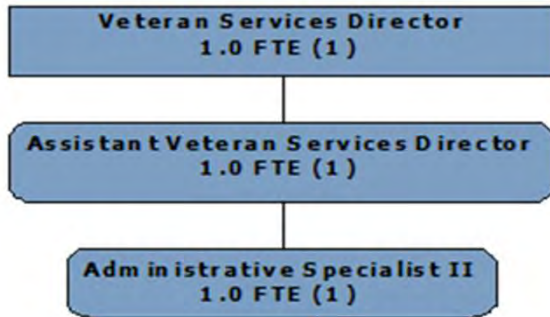 Veteran Services Director
1.0 FTE (1)
Assistant Veteran Services Director
1.0 FTE (1)
Administrative Specialist II
1.0 FTE (1)